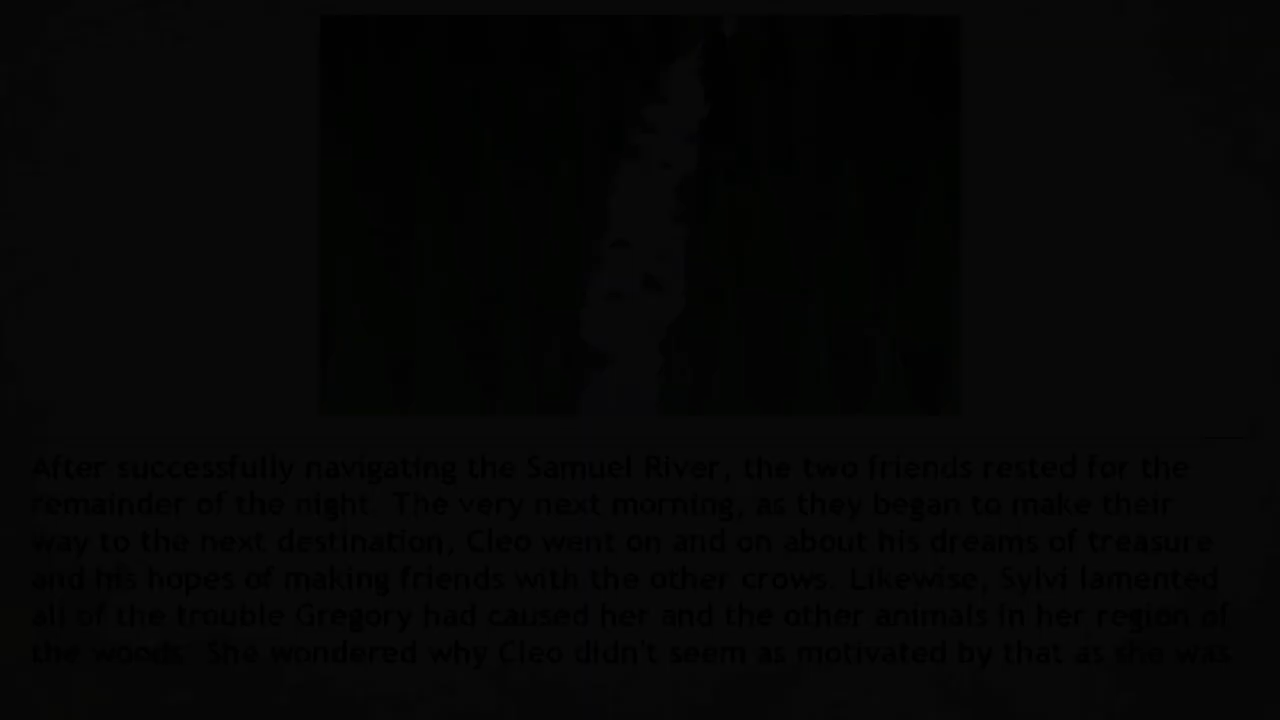 After successfully navigating the Samuel River, the two friends rested for the
remainder of the night. The very next morning, as they began to make their
way to the next destination, Cleo went on and on about his dreams of treasure
and his hopes of making friends with the other crows. Likewise, Sylvi lamented
all of the trouble Gregory had caused her and the other animals in her region of
the woods. She wondered why Cleo didn't seem as motivated by that as she was